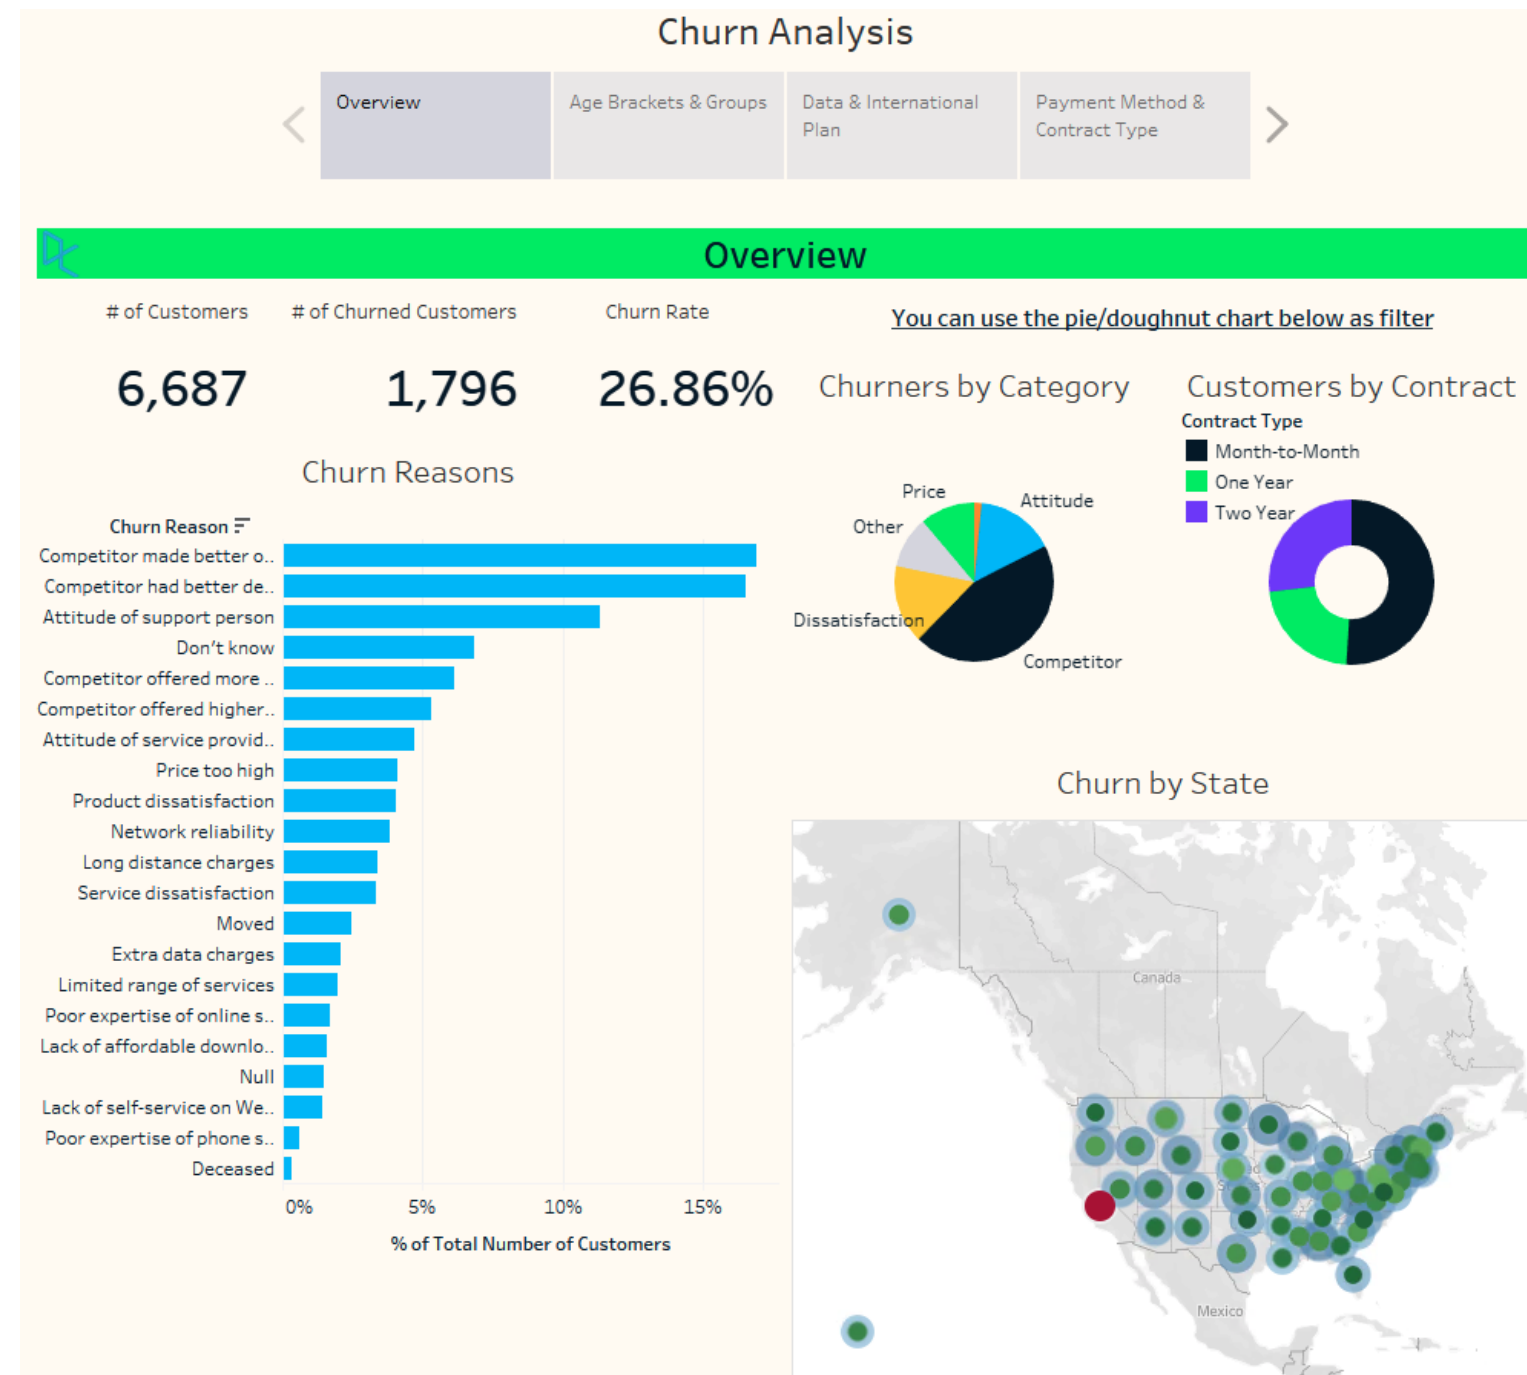 Churn Analysis
Overview
Age Brackets & Groups
Data & International
Plan
Payment Method &
Contract Type
Overview
# of Customers
# of Churned Customers
Churn Rate
6,687
1,796
26.86%
You can use the pie/doughnut chart below as filter
Churn Reasons
Churn Reason
Competitor made better o..
Competitor had better de..
Attitude of support person
Don't know
Competitor offered more ..
Competitor offered higher..
Attitude of service provid..
Price too high
Product dissatisfaction
Network reliability
Long distance charges
Service dissatisfaction
Moved
Extra data charges
Limited range of services
Poor expertise of online s..
Lack of affordable downlo..
Null
Lack of self-service on We..
Poor expertise of phone s..
Deceased
0%
5%
10%
15%
% of Total Number of Customers
Churners by Category
Price
Attitude
Other
Dissatisfaction
Competitor
Customers by Contract
Contract Type
Month-to-Month
One Year
Two Year
Churn by State
Canada
Mexico